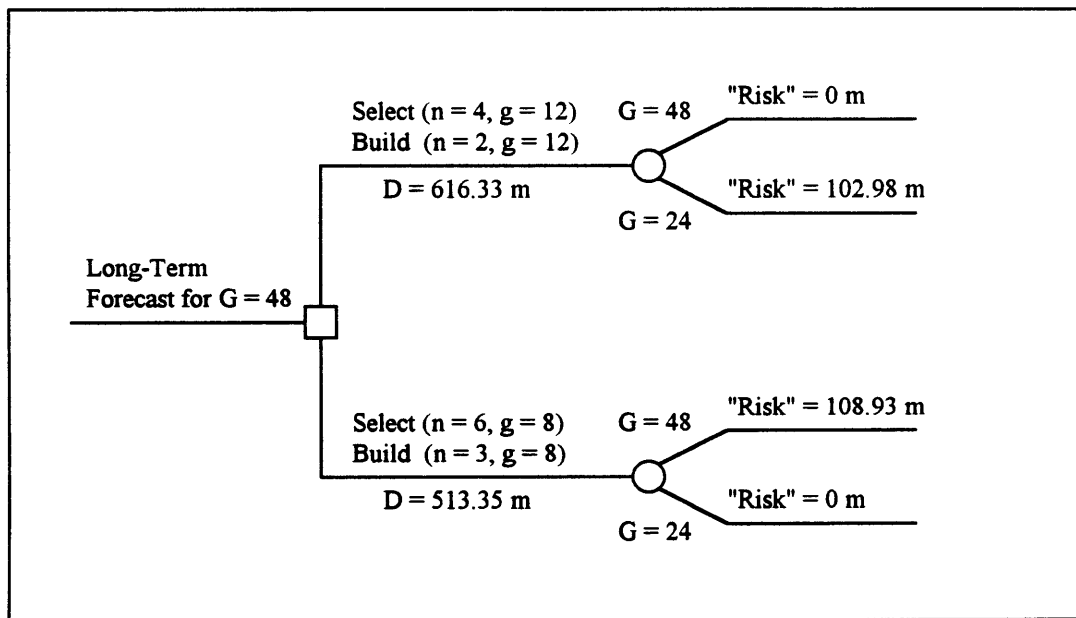 Select (n = 4, g = 12)
Build (n = 2, g = 12)
D = 616.33 m
G = 48
"Risk" = 0 m
"Risk" = 102.98 m
G = 24
Long-Term
Forecast for G = 48
Select (n = 6, g = 8)
Build (n = 3, g = 8)
D = 513.35 m
G = 48
"Risk" = 108.93 m
"Risk" = 0 m
G = 24